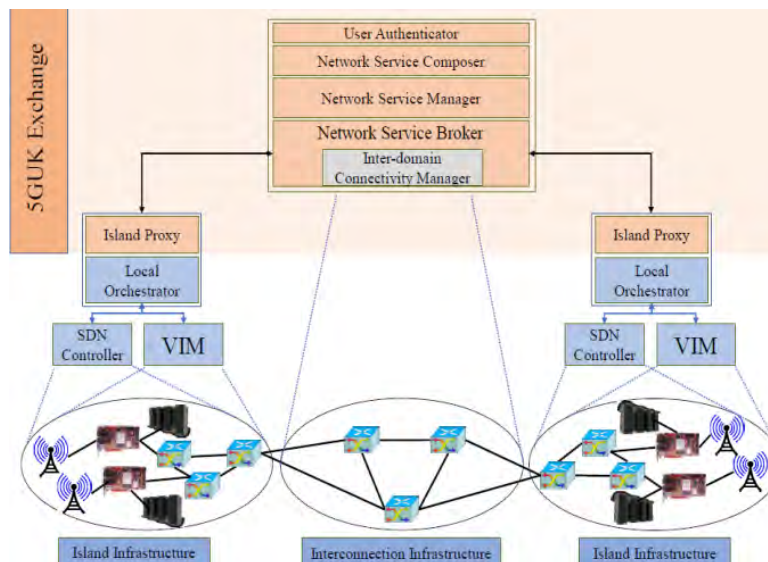 5GUK Exchange
User Authenticator
Network Service Composer
Network Service Manager
Network Service Broker
Inter-domain
Connectivity Manager
Island Proxy
Local
Orchestrator
SDN
Controller
VIM
Island Proxy
Local
Orchestrator
SDN
Controller
VIM
Island Infrastructure
Interconnection Infrastructure
Island Infrastructure